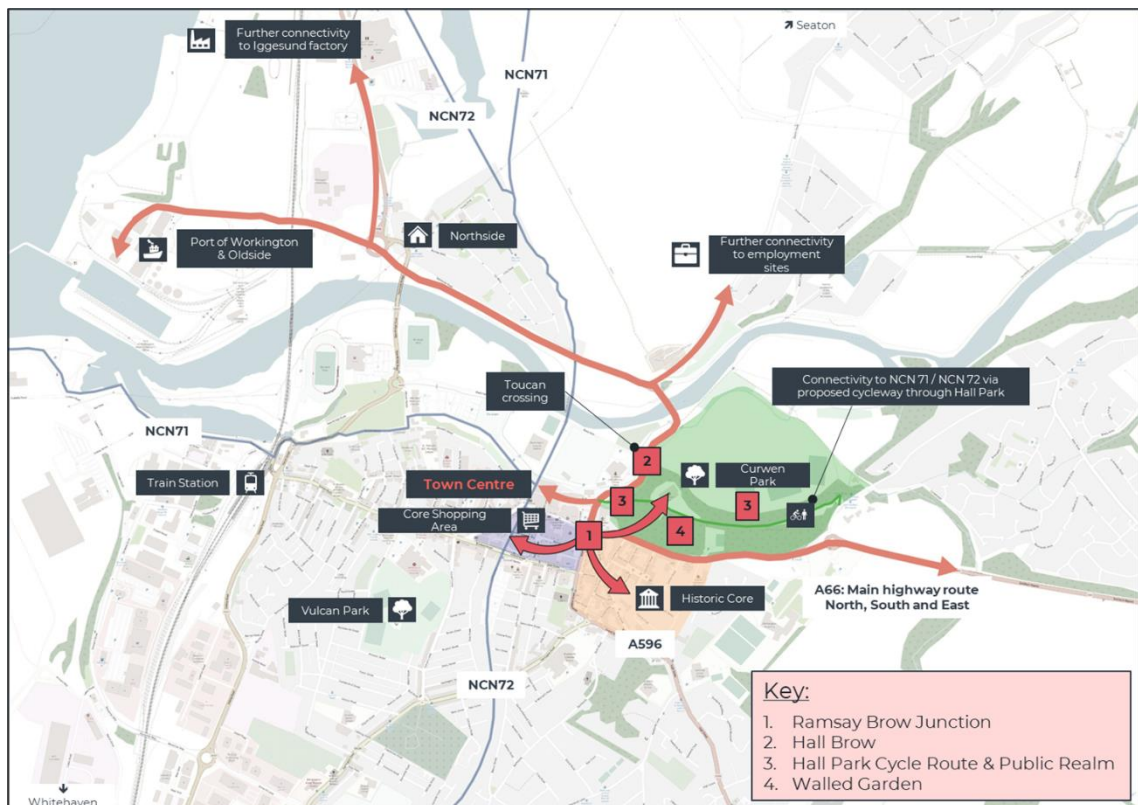 Seaton
Further connectivity
to Iggesund factory
NCN71
NCN72
Port of Workington
& Oldside
Northside
Further connectivity
to employment
sites
Toucan
crossing
Connectivity to NCN 71 / NCN 72 via
proposed cycleway through Hall Park
NCN71
2
Train Station
Town Centre
3
Curwen
Park
3
Core Shopping
Area
1
4
A66: Main highway route
North, South and East
Vulcan Park
Historic Core
A596
NCN72
Key:
1. Ramsay Brow Junction
2. Hall Brow
3. Hall Park Cycle Route & Public Realm
4. Walled Garden
Whitehaven